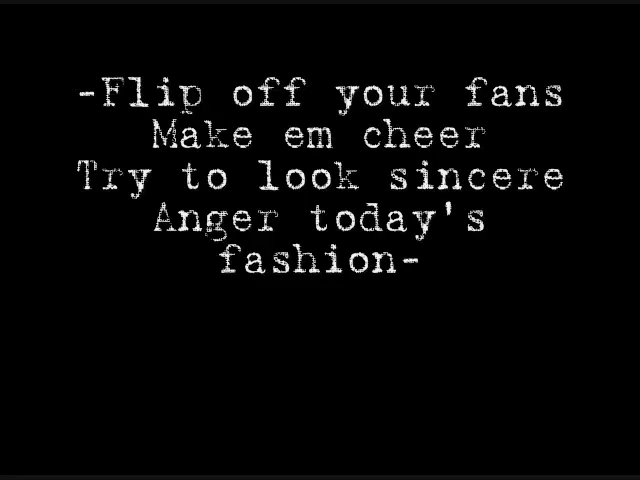 -Flip off your fans
Make em cheer
Try to look sincere
Anger today's
fashion-